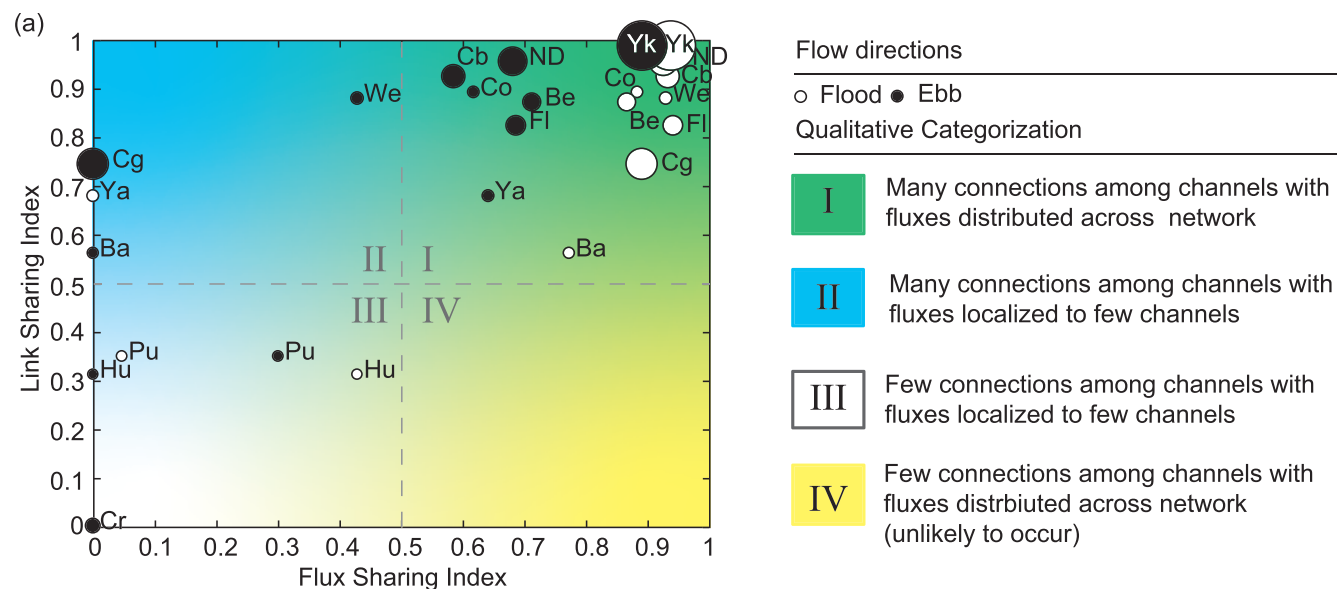 (a)
Link Sharing Index
1
0.9
0.8
0.7
0.6
0.5
0.4
0.3
0.2
0.1
0
0 0.1 0.2 0.3 0.4 0.5 0.6 0.7 0.8 0.9 1
Flux Sharing Index
Yk Yk
Cb ND ND
Cb
We Co Be Co We
Fl Be Fl
Cg Cg
Ya Ya
Ba Ba
II I
III IV
Pu Pu
Hu Hu
Cr
Flow directions
Flood Ebb
Qualitative Categorization
I
Many connections among channels with
fluxes distributed across network
II
Many connections among channels with
fluxes localized to few channels
III
Few connections among channels with
fluxes localized to few channels
IV
Few connections among channels with
fluxes distrbiuted across network
(unlikely to occur)